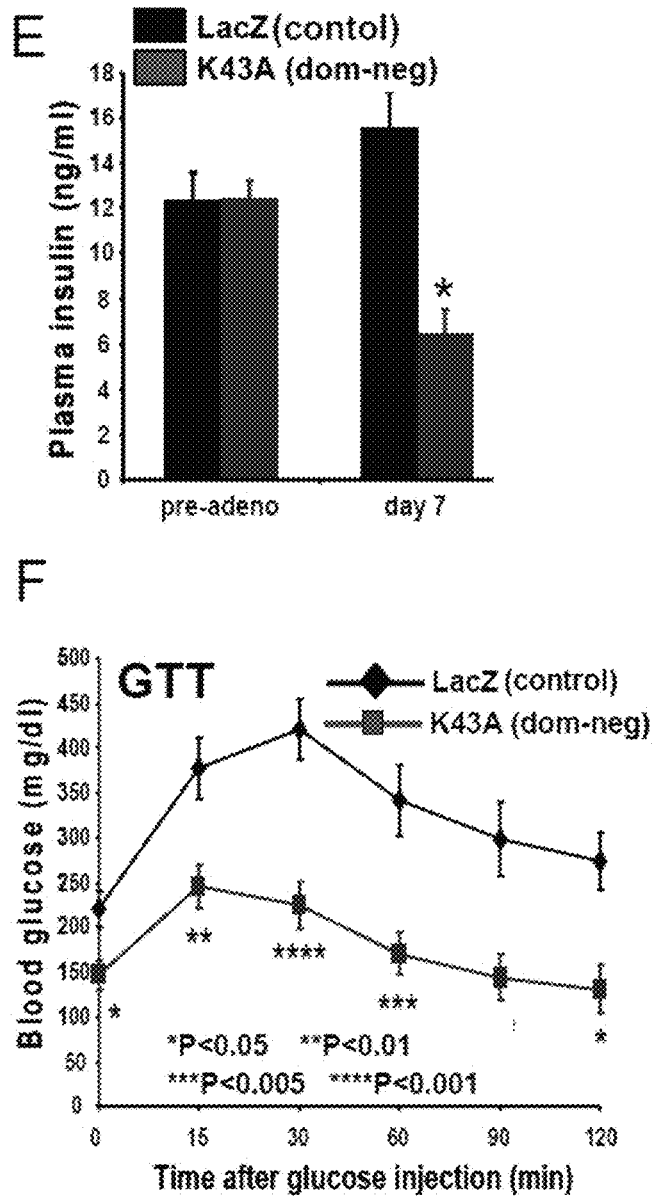 E
LacZ (contol)
K43A (dom-neg)
Plasma insulin (ng/ml)
18
16
14
12
10
8
6
4
2
0
*
pre-adeno day 7
F
GTT
LacZ (control)
K43A (dom-neg)
Blood glucose (mg/dl)
500
450
400
350
300
250
200
150
100
50
0
* ** **** *** *
*P<0.05 **P<0.01
***P<0.005 ****P<0.001
0 15 30 60 90 120
Time after glucose injection (min)